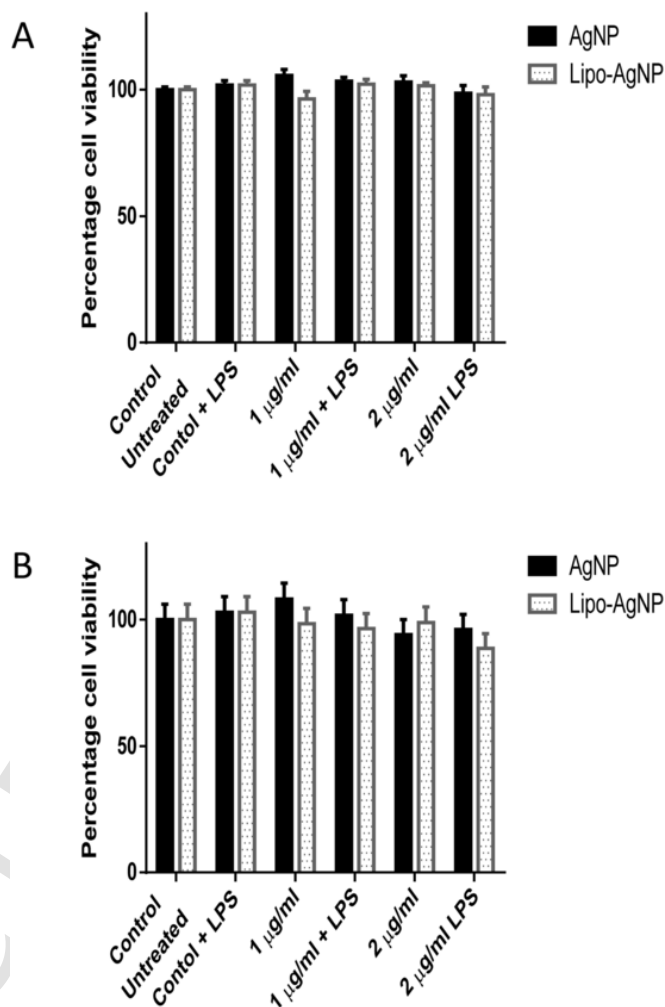 A
AgNP
Lipo-AgNP
Percentage cell viability
100
50
0
Control
Untreated
Contol + LPS
1 μg/ml
1 μg/ml + LPS
2 μg/ml
2 μg/ml LPS
B
AgNP
Lipo-AgNP
Percentage cell viability
100
50
0
Control
Untreated
Contol + LPS
1 μg/ml
1 μg/ml + LPS
2 μg/ml
2 μg/ml LPS